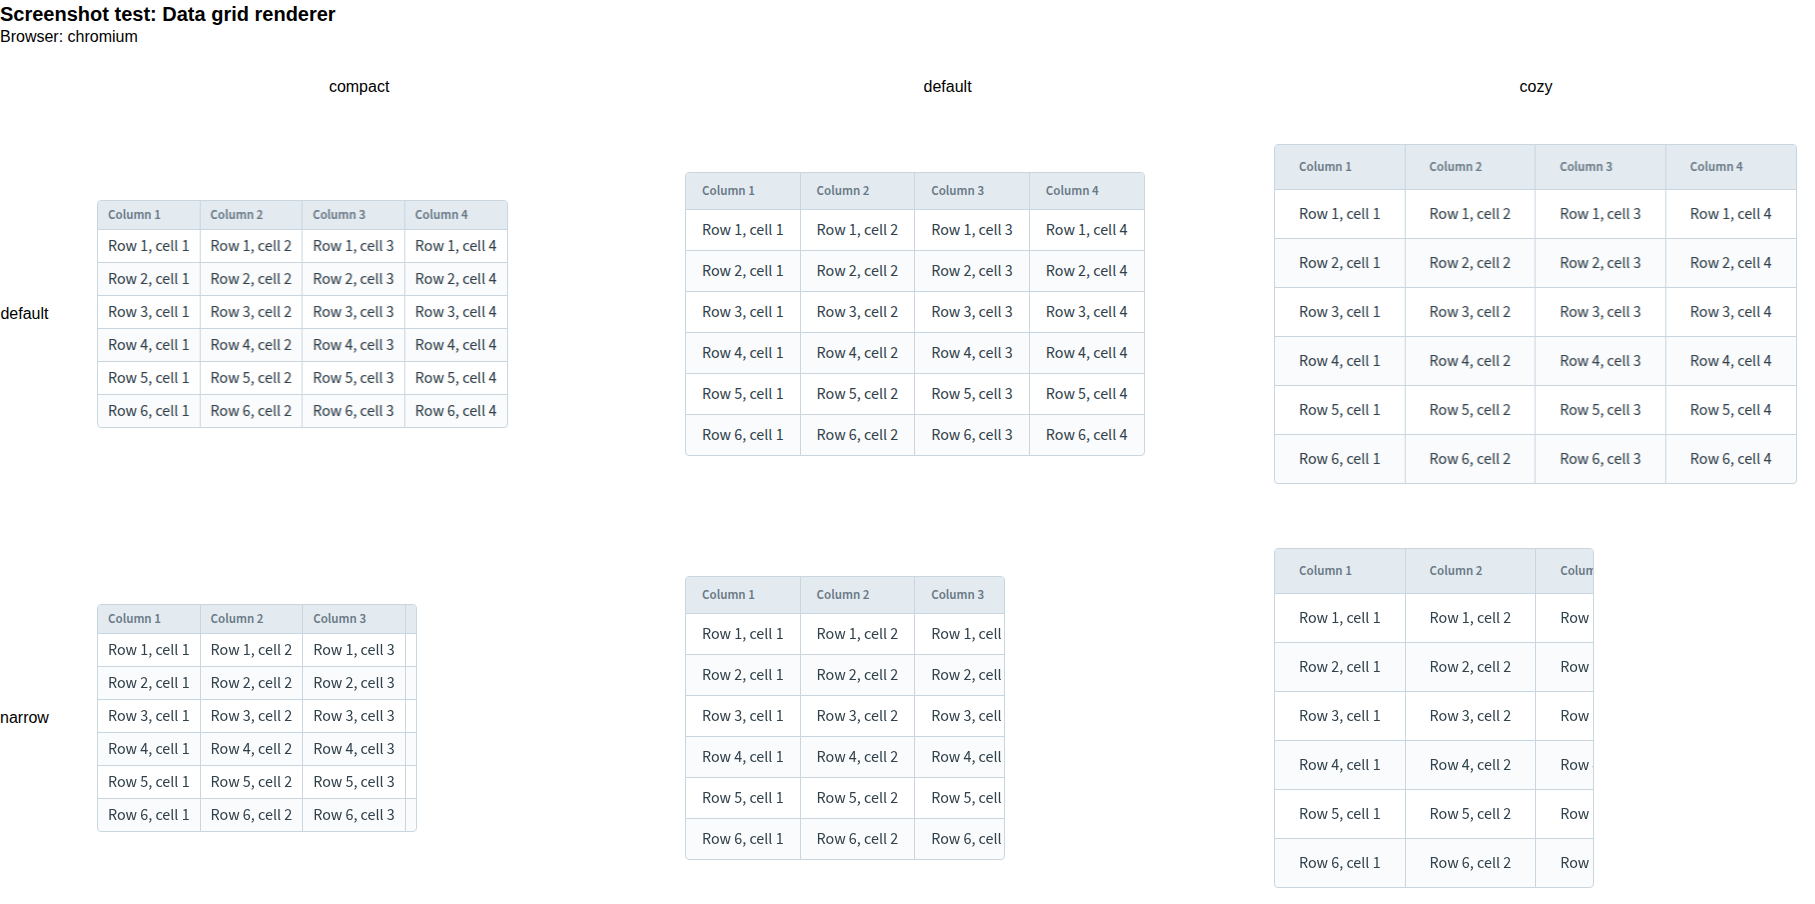 Screenshot test: Data grid renderer
Browser: chromium
compact default cozy
default
Column 1 Column 2 Column 3 Column 4
Row 1, cell 1 Row 1, cell 2 Row 1, cell 3 Row 1, cell 4
Row 2, cell 1 Row 2, cell 2 Row 2, cell 3 Row 2, cell 4
Row 3, cell 1 Row 3, cell 2 Row 3, cell 3 Row 3, cell 4
Row 4, cell 1 Row 4, cell 2 Row 4, cell 3 Row 4, cell 4
Row 5, cell 1 Row 5, cell 2 Row 5, cell 3 Row 5, cell 4
Row 6, cell 1 Row 6, cell 2 Row 6, cell 3 Row 6, cell 4
Column 1 Column 2 Column 3 Column 4
Row 1, cell 1 Row 1, cell 2 Row 1, cell 3 Row 1, cell 4
Row 2, cell 1 Row 2, cell 2 Row 2, cell 3 Row 2, cell 4
Row 3, cell 1 Row 3, cell 2 Row 3, cell 3 Row 3, cell 4
Row 4, cell 1 Row 4, cell 2 Row 4, cell 3 Row 4, cell 4
Row 5, cell 1 Row 5, cell 2 Row 5, cell 3 Row 5, cell 4
Row 6, cell 1 Row 6, cell 2 Row 6, cell 3 Row 6, cell 4
Column 1 Column 2 Column 3 Column 4
Row 1, cell 1 Row 1, cell 2 Row 1, cell 3 Row 1, cell 4
Row 2, cell 1 Row 2, cell 2 Row 2, cell 3 Row 2, cell 4
Row 3, cell 1 Row 3, cell 2 Row 3, cell 3 Row 3, cell 4
Row 4, cell 1 Row 4, cell 2 Row 4, cell 3 Row 4, cell 4
Row 5, cell 1 Row 5, cell 2 Row 5, cell 3 Row 5, cell 4
Row 6, cell 1 Row 6, cell 2 Row 6, cell 3 Row 6, cell 4
narrow
Column 1 Column 2 Column 3
Row 1, cell 1 Row 1, cell 2 Row 1, cell 3
Row 2, cell 1 Row 2, cell 2 Row 2, cell 3
Row 3, cell 1 Row 3, cell 2 Row 3, cell 3
Row 4, cell 1 Row 4, cell 2 Row 4, cell 3
Row 5, cell 1 Row 5, cell 2 Row 5, cell 3
Row 6, cell 1 Row 6, cell 2 Row 6, cell 3
Column 1 Column 2 Column 3
Row 1, cell 1 Row 1, cell 2 Row 1, cell
Row 2, cell 1 Row 2, cell 2 Row 2, cell
Row 3, cell 1 Row 3, cell 2 Row 3, cell
Row 4, cell 1 Row 4, cell 2 Row 4, cell
Row 5, cell 1 Row 5, cell 2 Row 5, cell
Row 6, cell 1 Row 6, cell 2 Row 6, cell
Column 1 Column 2 Colum
Row 1, cell 1 Row 1, cell 2 Row
Row 2, cell 1 Row 2, cell 2 Row
Row 3, cell 1 Row 3, cell 2 Row
Row 4, cell 1 Row 4, cell 2 Row
Row 5, cell 1 Row 5, cell 2 Row
Row 6, cell 1 Row 6, cell 2 Row